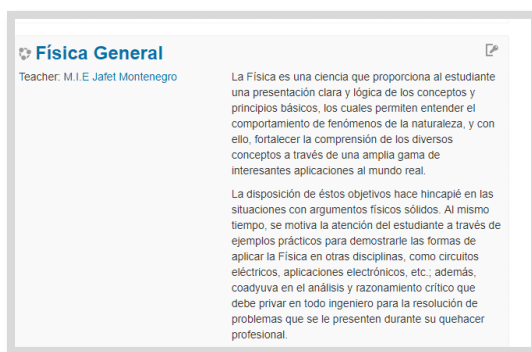 Física General
Teacher: M.I.E Jafet Montenegro
La Física es una ciencia que proporciona al estudiante
una presentación clara y lógica de los conceptos y
principios básicos, los cuales permiten entender el
comportamiento de fenómenos de la naturaleza, y con
ello, fortalecer la comprensión de los diversos
conceptos a través de una amplia gama de
interesantes aplicaciones al mundo real.
La disposición de éstos objetivos hace hincapié en las
situaciones con argumentos físicos sólidos. Al mismo
tiempo, se motiva la atención del estudiante a través de
ejemplos prácticos para demostrarle las formas de
aplicar la Física en otras disciplinas, como circuitos
eléctricos, aplicaciones electrónicos, etc.; además,
coadyuva en el análisis y razonamiento crítico que
debe privar en todo ingeniero para la resolución de
problemas que se le presenten durante su quehacer
profesional.